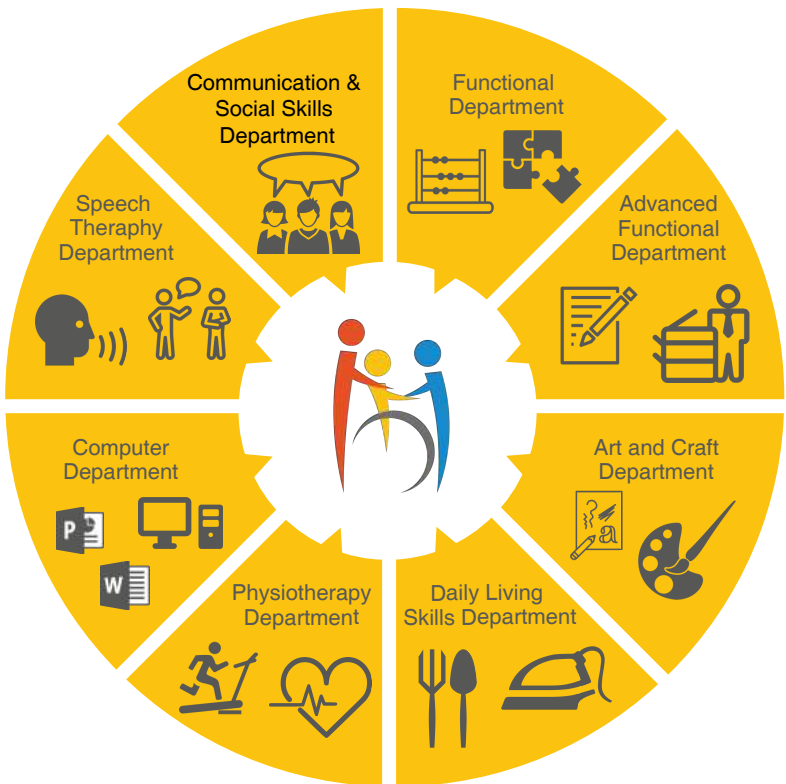 Communication &
Social Skills
Department
Functional
Department
Advanced
Functional
Department
Art and Craft
Department
a
Daily Living
Skills Department
Physiotherapy
Department
Computer
Department
P
W
Speech
Theraphy
Department